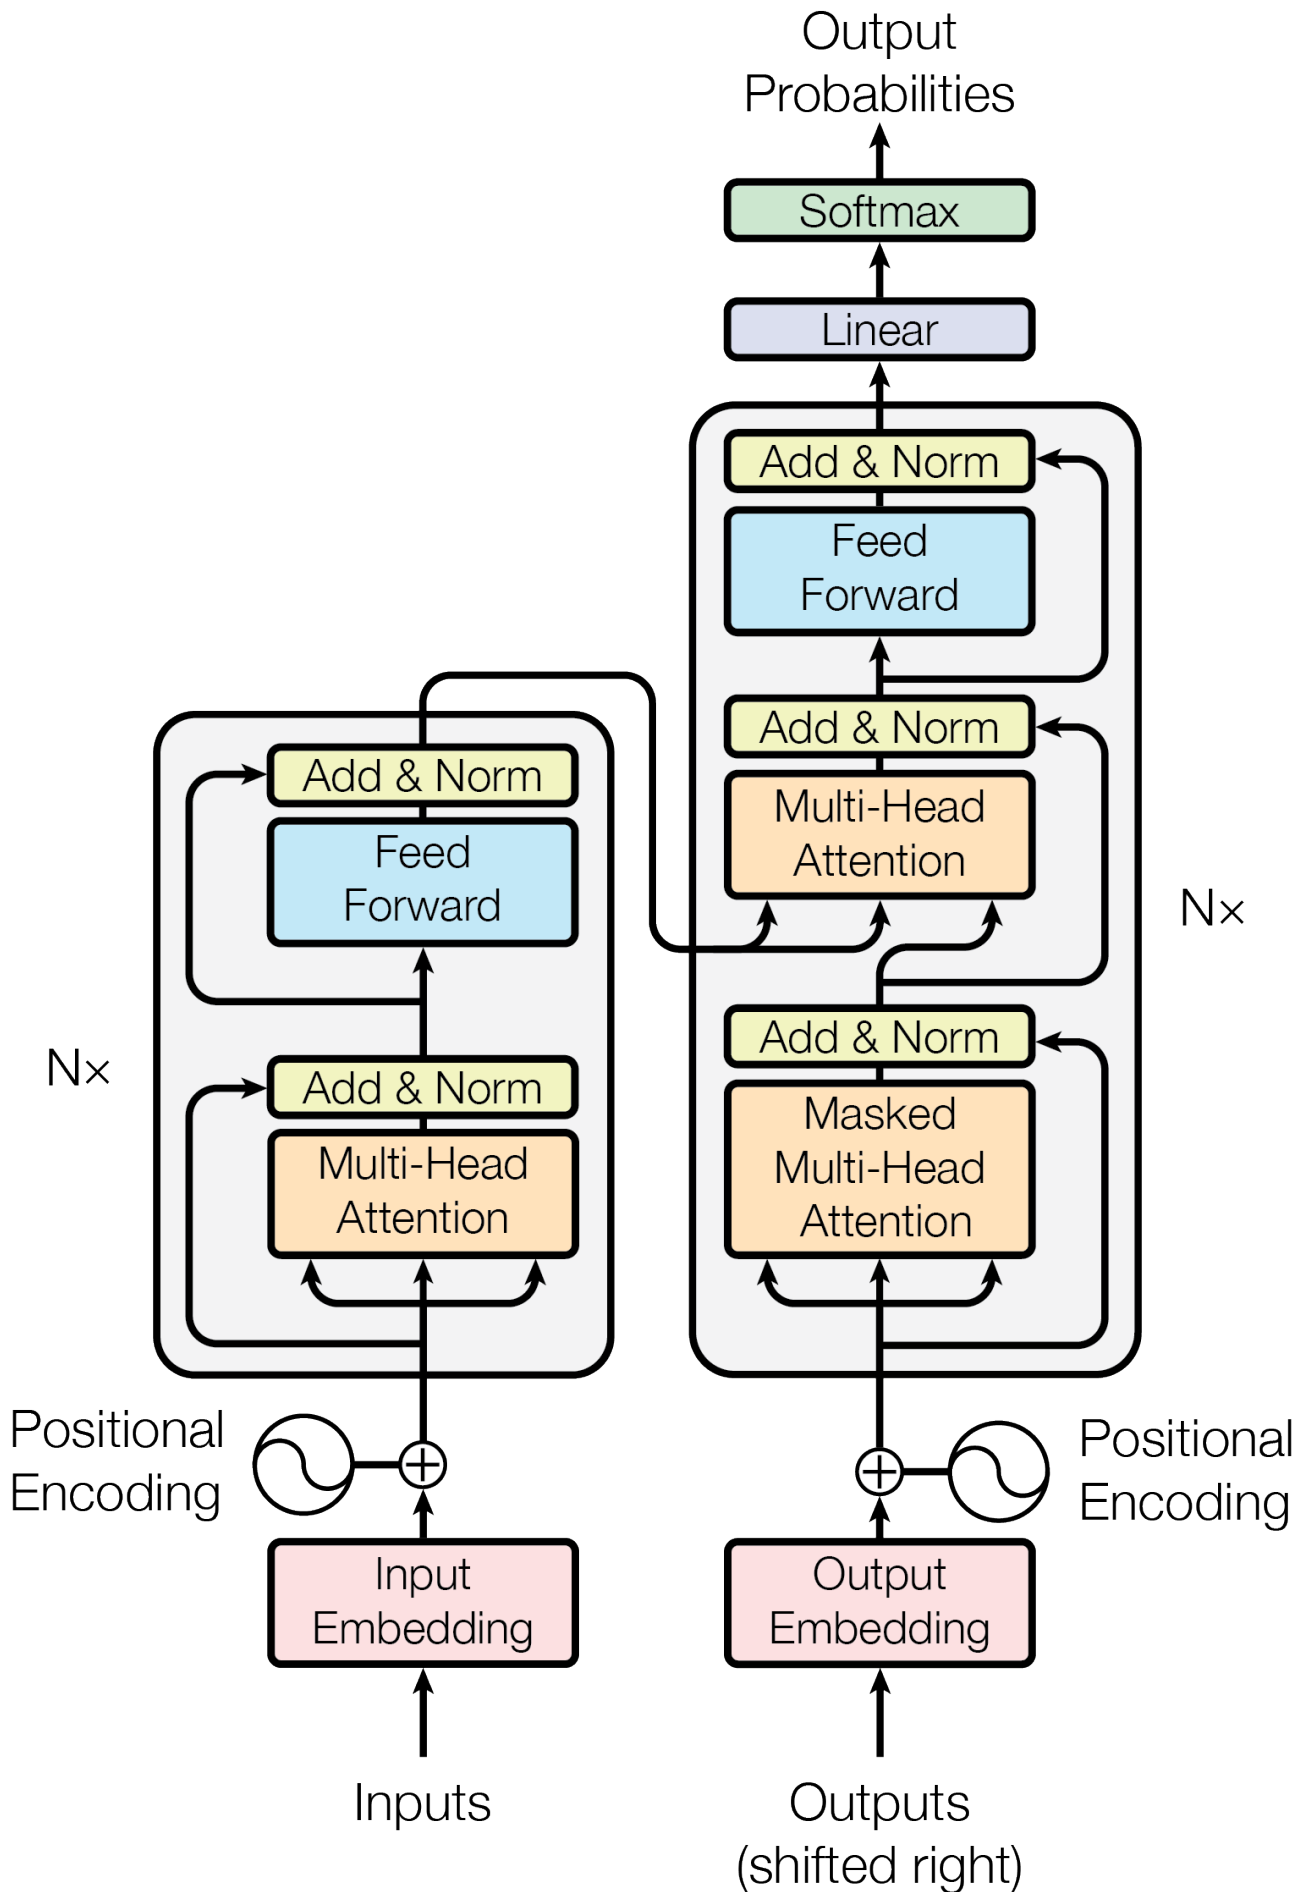 Output
Probabilities
Softmax
Linear
Add & Norm
Feed
Forward
Add & Norm
Multi-Head
Attention
Add & Norm
Masked
Multi-Head
Attention
N×
Add & Norm
Feed
Forward
Add & Norm
Multi-Head
Attention
N×
Positional
Encoding
Positional
Encoding
Input
Embedding
Output
Embedding
Inputs
Outputs
(shifted right)